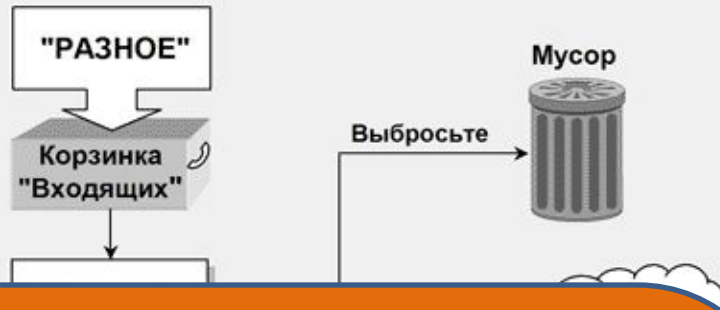 "РАЗНОЕ"
Мусор
Выбросьте
Корзинка
"Входящих"